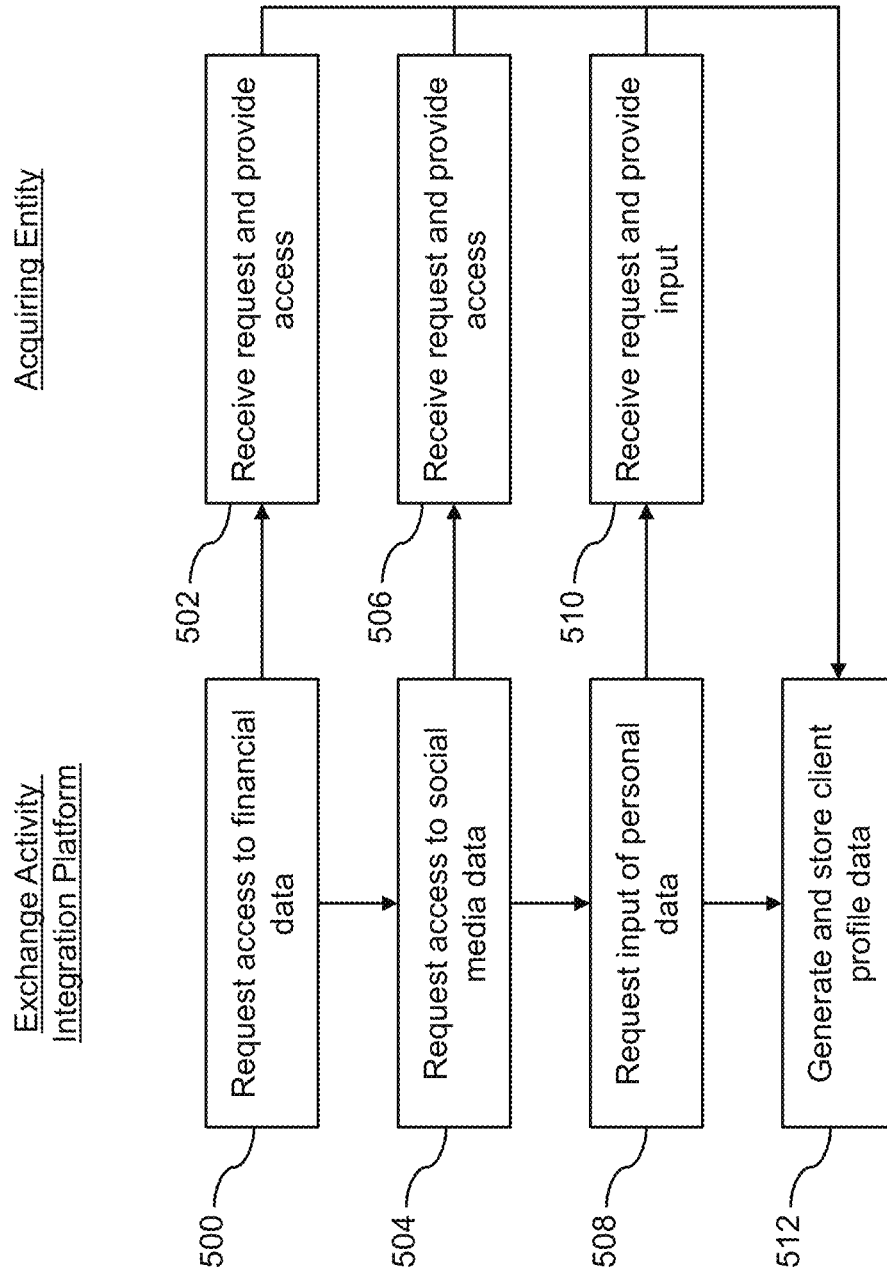 Exchange Activity
Integration Platform
Acquiring Entity
500
Request access to financial
data
502
Receive request and provide
access
504
Request access to social
media data
506
Receive request and provide
access
508
Request input of personal
data
510
Receive request and provide
input
512
Generate and store client
profile data